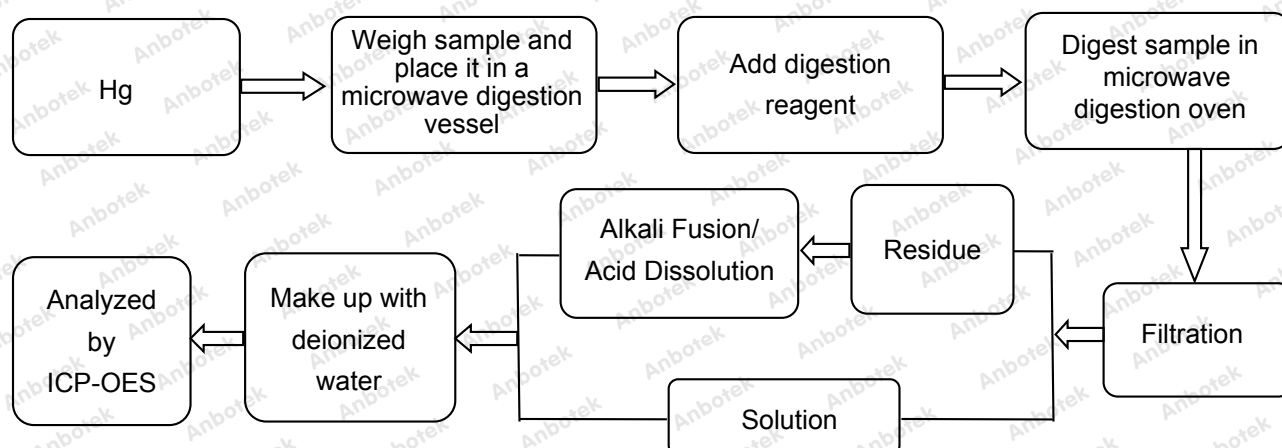 Hg
Weigh sample and
place it in a
microwave digestion
vessel
Add digestion
reagent
Digest sample in
microwave
digestion oven
Filtration
Residue
Alkali Fusion/
Acid Dissolution
Solution
Make up with
deionized
water
Analyzed
by
ICP-OES
Anbotek